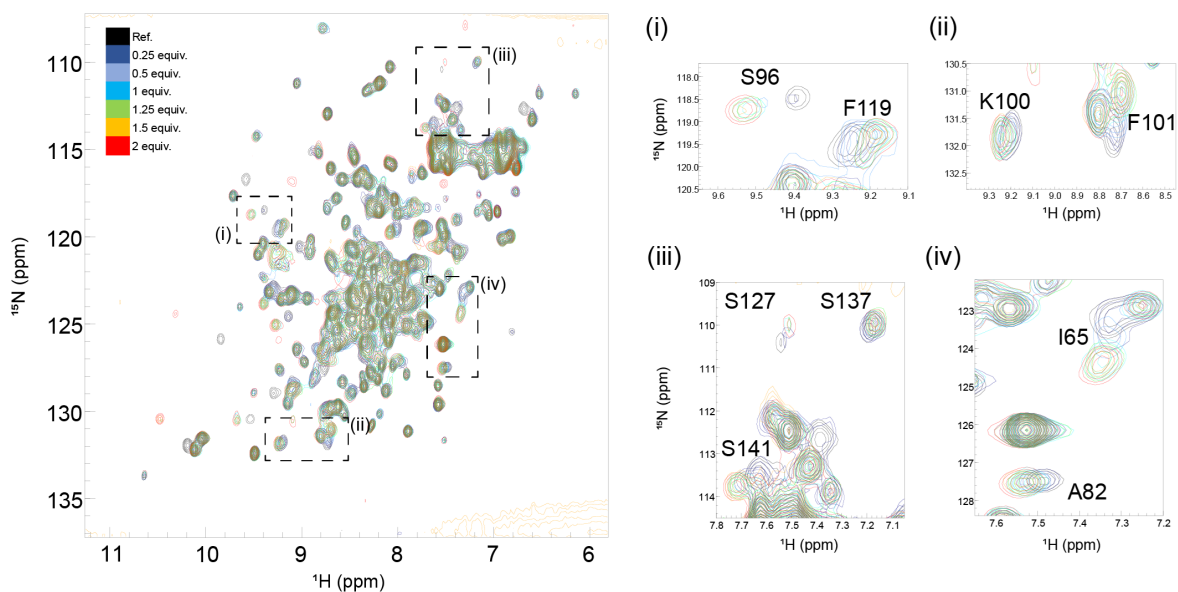 Ref.
0.25 equiv.
0.5 equiv.
1 equiv.
1.25 equiv.
1.5 equiv.
2 equiv.
(iii)
(i)
(iv)
(ii)
110
115
120
125
130
135
¹⁵N (ppm)
11 10 9 8 7 6
¹H (ppm)
(i)
S96
F119
118.0
118.5
119.0
119.5
120.0
120.5
¹⁵N (ppm)
9.6 9.5 9.4 9.3 9.2 9.1
¹H (ppm)
(ii)
K100
F101
130.5
131.0
131.5
132.0
132.5
9.3 9.2 9.1 9.0 8.9 8.8 8.7 8.6 8.5
¹H (ppm)
(iii)
S127
S137
S141
109
110
111
112
113
114
¹⁵N (ppm)
7.8 7.7 7.6 7.5 7.4 7.3 7.2 7.1
¹H (ppm)
(iv)
I65
A82
123
124
125
126
127
128
7.6 7.5 7.4 7.3 7.2
¹H (ppm)